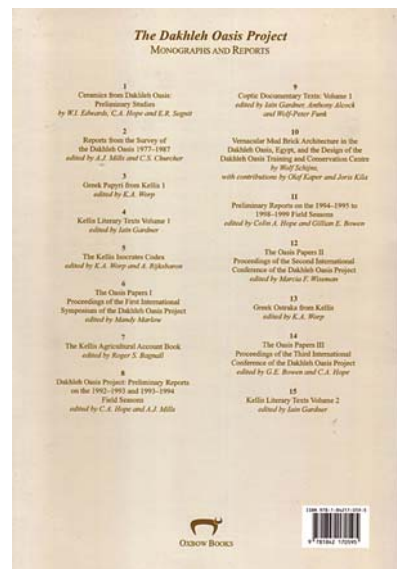 The Dakhleh Oasis Project
MONOGRAPHS AND REPORTS
1
Ceramics from Dakhleh Oasis:
Preliminary Studies
by W.I. Edwards, C.A. Hope and E.R. Segnit
2
Reports from the Survey of
the Dakhleh Oasis 1977–1987
edited by A.J. Mills and C.S. Churcher
3
Greek Papyri from Kellis 1
edited by K.A. Worp
4
Kellis Literary Texts Volume 1
edited by Iain Gardner
5
The Kellis Isocrates Codex
edited by K.A. Worp and A. Rijksbaron
6
The Oasis Papers I
Proceedings of the First International
Symposium of the Dakhleh Oasis Project
edited by Mandy Marlow
7
The Kellis Agricultural Account Book
edited by Roger S. Bagnall
8
Dakhleh Oasis Project: Preliminary Reports
on the 1992–1993 and 1993–1994
Field Seasons
edited by C.A. Hope and A.J. Mills
9
Coptic Documentary Texts: Volume 1
edited by Iain Gardner, Anthony Alcock
and Wolf-Peter Funk
10
Vernacular Mud Brick Architecture in the
Dakhleh Oasis, Egypt, and the Design of the
Dakhleh Oasis Training and Conservation Centre
by Wolf Schijns,
with contributions by Olaf Kaper and Joris Kila
11
Preliminary Reports on the 1994–1995 to
1998–1999 Field Seasons
edited by Colin A. Hope and Gillian E. Bowen
12
The Oasis Papers II
Proceedings of the Second International
Conference of the Dakhleh Oasis Project
edited by Marcia F. Wiseman
13
Greek Ostraka from Kellis
edited by K.A. Worp
14
The Oasis Papers III
Proceedings of the Third International
Conference of the Dakhleh Oasis Project
edited by G.E. Bowen and C.A. Hope
15
Kellis Literary Texts Volume 2
edited by Iain Gardner
OXBOW BOOKS
ISBN 978-1-84217-059-5
9 781842 170595